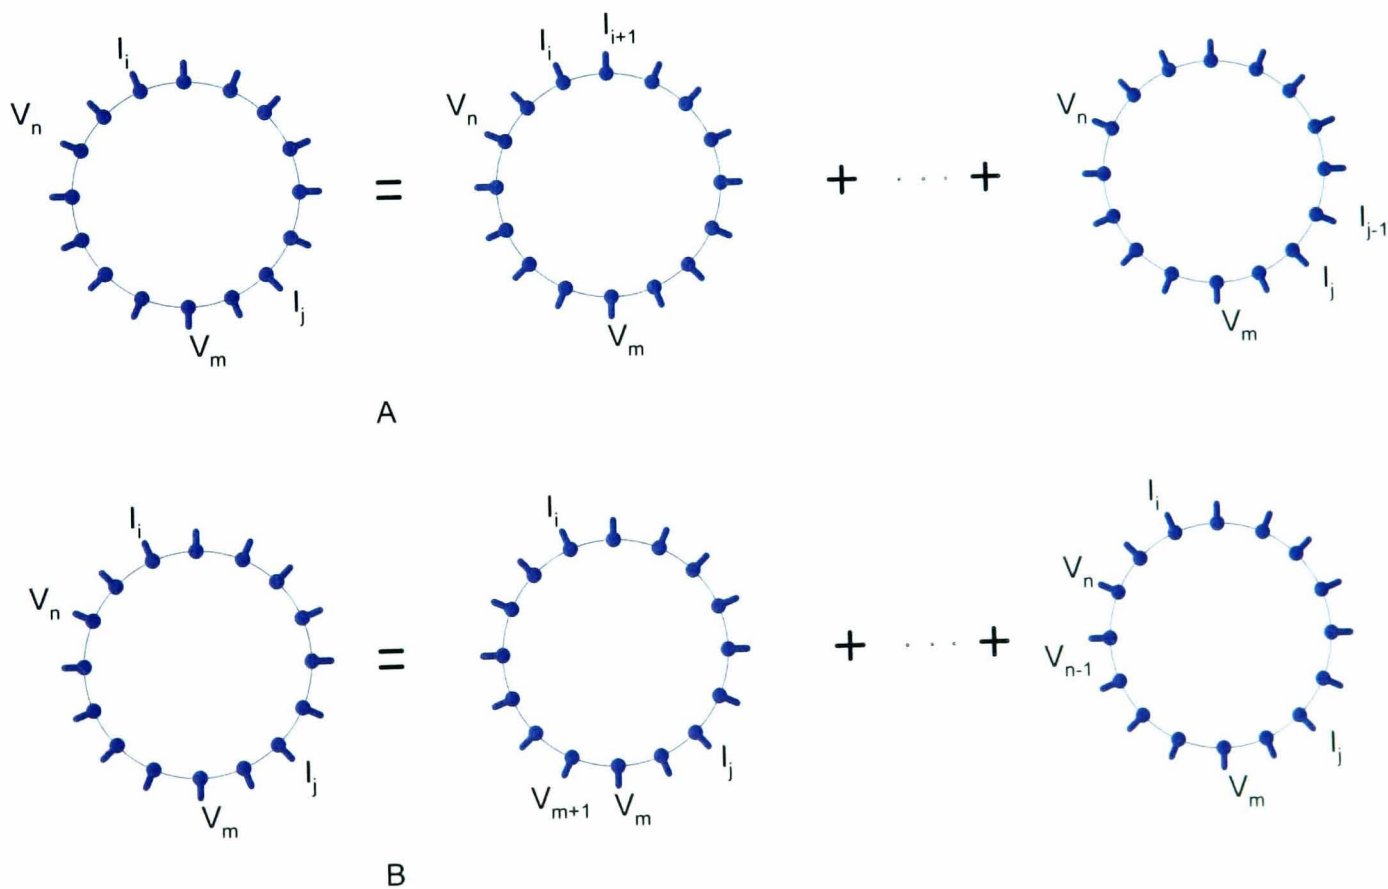 I_i I_i I_{i+1}
V_n V_n V_n
= + · · · +
I_j I_{j-1}
I_j
V_m V_m V_m
A
I_i I_i I_i
V_n V_n
= + · · · +
V_{n-1}
I_j I_j I_j
V_m V_{m+1} V_m V_m
B